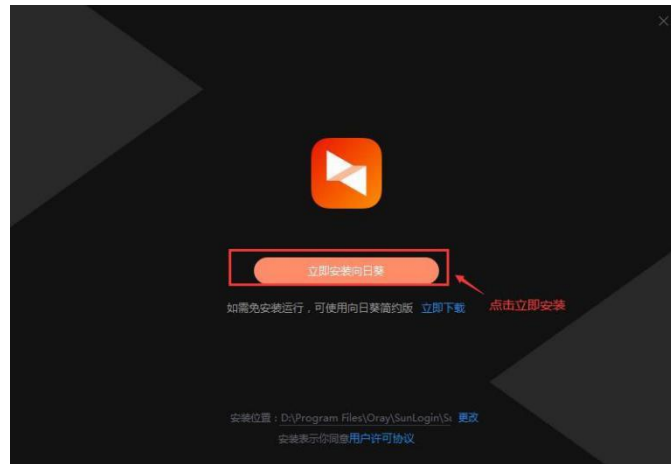 立即安装向日葵
点击立即安装
如需免安装运行，可使用向日葵简约版 立即下载
安装位置：D:\Program Files\Oray\SunLogin\Su 更改
安装表示你同意用户许可协议